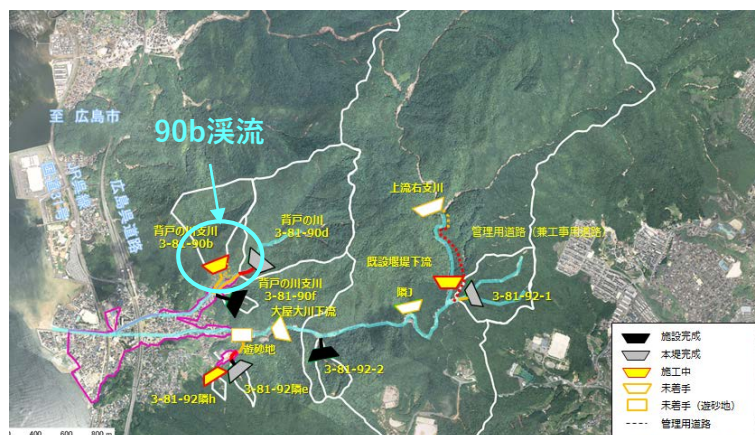 至 広島市
90b渓流
広島呉道路
背戸の川支川
3-81-90b
背戸の川
3-81-90d
上流右支川
管理用道路（兼工事用道路）
既設堰堤下流
背戸の川支川
3-81-90f
大屋大川下流
隣J
3-81-92-1
遊砂地
3-81-92-2
3-81-92隣h
3-81-92隣e
施設完成
本堤完成
施工中
未着手
未着手（遊砂地）
管理用道路
400
600
800 m